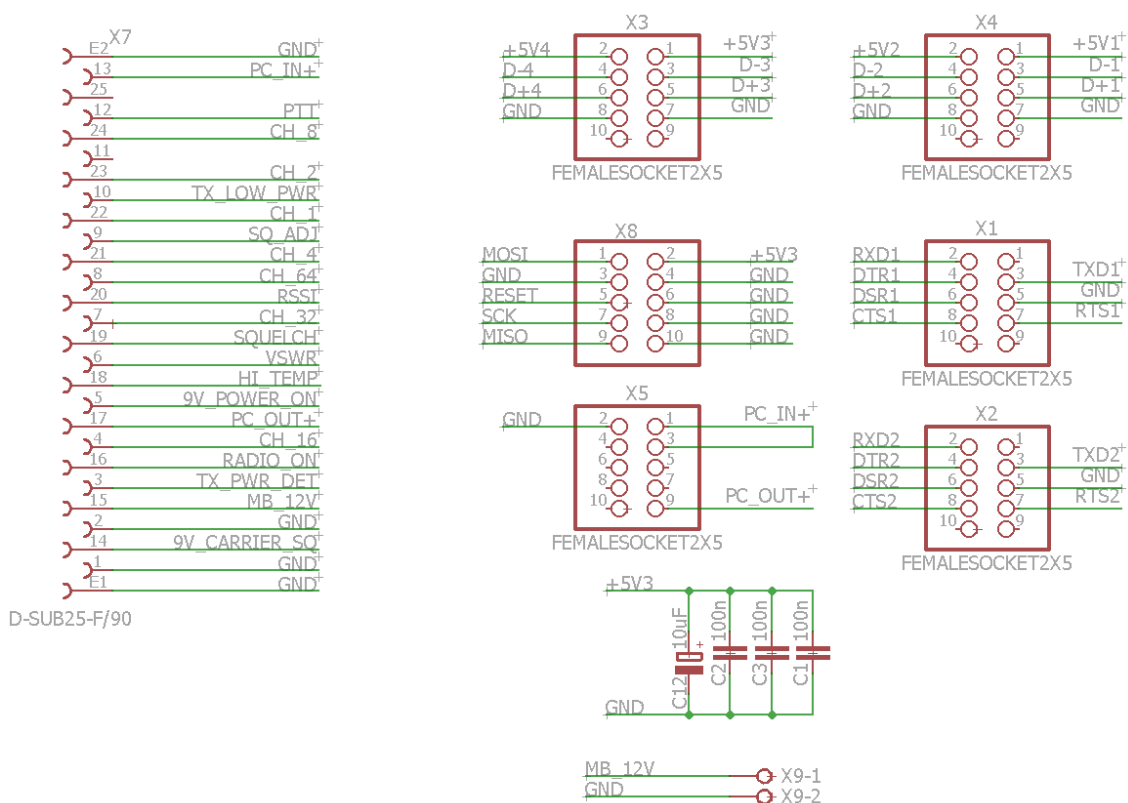 X7
E2 GND
13 PC_IN+
25
12 PTT
24 CH_8
11
23 CH_2
10 TX_LOW_PWR
22 CH_1
9 SQ_ADJ
21 CH_4
8 CH_64
20 RSSI
7 CH_32
19 SQUELCH
6 VSWR
18 HI_TEMP
5 9V_POWER_ON
17 PC_OUT+
4 CH_16
16 RADIO_ON
3 TX_PWR_DET
15 MB_12V
2 GND
14 9V_CARRIER_SQ
1 GND
E1 GND
D-SUB25-F/90
X3
+5V4 2 1 +5V3
D-4 4 3 D-3
D+4 6 5 D+3
GND 8 7 GND
10 9
FEMALESOCKET2X5
X4
+5V2 2 1 +5V1
D-2 4 3 D-1
D+2 6 5 D+1
GND 8 7 GND
10 9
FEMALESOCKET2X5
X8
MOSI 1 2 +5V3
GND 3 4 GND
RESET 5 6 GND
SCK 7 8 GND
MISO 9 10 GND
X1
RXD1 2 1
DTR1 4 3 TXD1
DSR1 6 5 GND
CTS1 8 7 RTS1
10 9
FEMALESOCKET2X5
X5
GND 2 1 PC_IN+
4 3
6 5
8 7
10 9 PC_OUT+
FEMALESOCKET2X5
X2
RXD2 2 1
DTR2 4 3 TXD2
DSR2 6 5 GND
CTS2 8 7 RTS2
10 9
FEMALESOCKET2X5
+5V3
10uF 100n 100n 100n
C12 C2 C3 C1
GND
MB_12V X9-1
GND X9-2